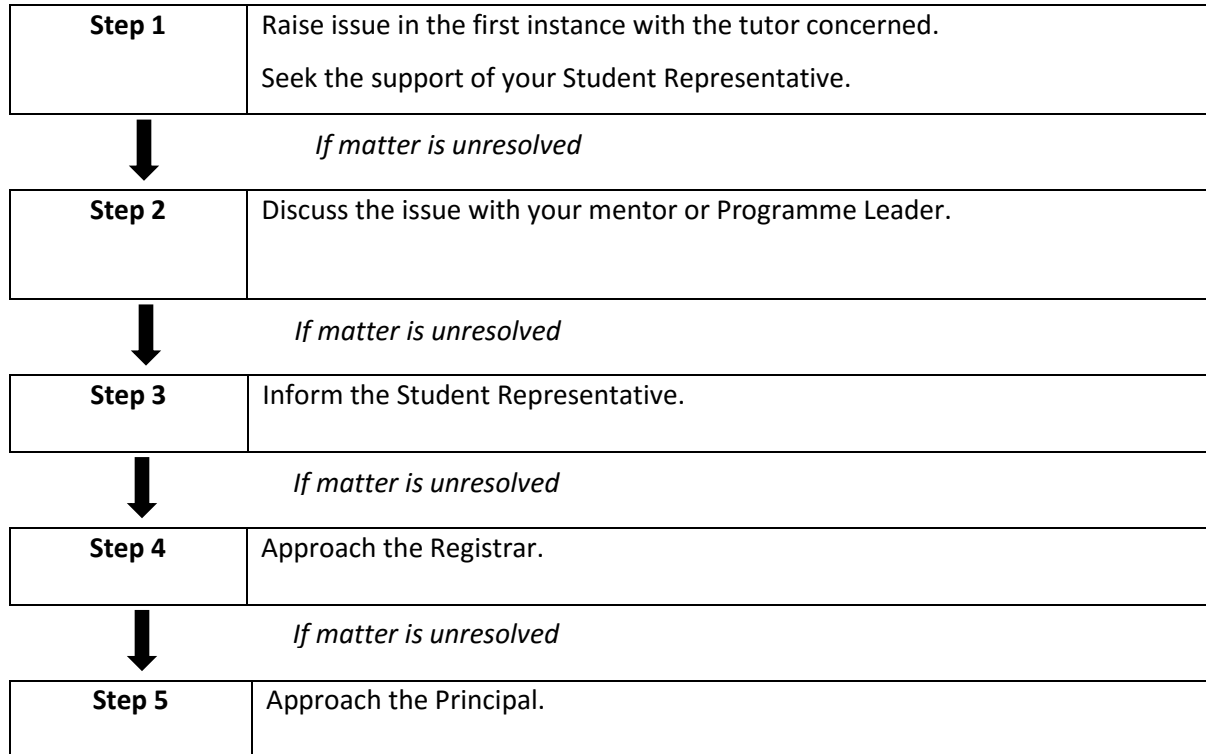 Step 1
Raise issue in the first instance with the tutor concerned.
Seek the support of your Student Representative.
If matter is unresolved
Step 2
Discuss the issue with your mentor or Programme Leader.
If matter is unresolved
Step 3
Inform the Student Representative.
If matter is unresolved
Step 4
Approach the Registrar.
If matter is unresolved
Step 5
Approach the Principal.